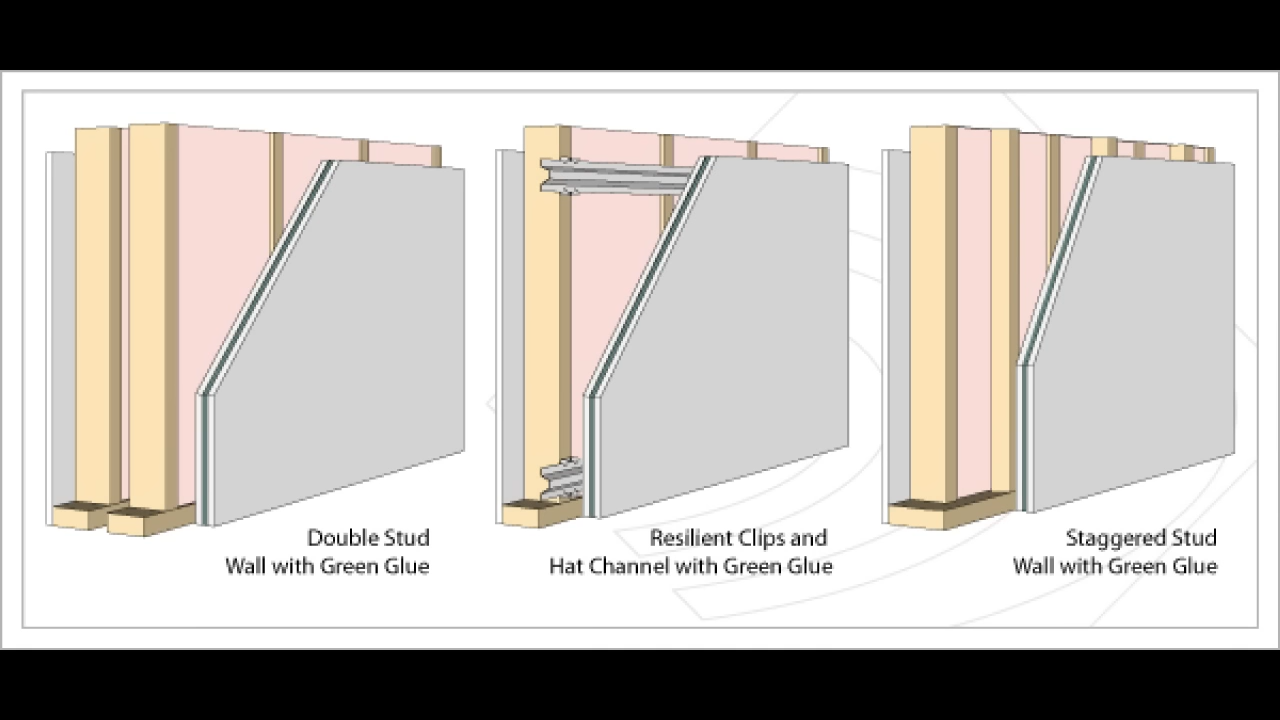 Double Stud
Wall with Green Glue
Resilient Clips and
Hat Channel with Green Glue
Staggered Stud
Wall with Green Glue